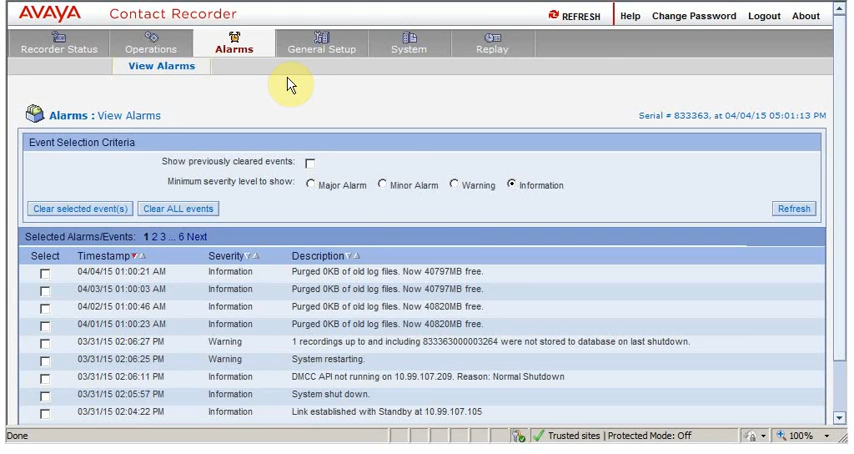 AVAYA Contact Recorder REFRESH Help Change Password Logout About
Recorder Status Operations Alarms General Setup System Replay
View Alarms
Alarms : View Alarms Serial # 833363, at 04/04/15 05:01:13 PM
Event Selection Criteria
Show previously cleared events:
Minimum severity level to show: Major Alarm Minor Alarm Warning Information
Clear selected event(s) Clear ALL events Refresh
Selected Alarms/Events: 1 2 3 ... 6 Next
Select Timestamp Severity Description
04/04/15 01:00:21 AM Information Purged 0KB of old log files. Now 40797MB free.
04/03/15 01:00:03 AM Information Purged 0KB of old log files. Now 40797MB free.
04/02/15 01:00:46 AM Information Purged 0KB of old log files. Now 40820MB free.
04/01/15 01:00:23 AM Information Purged 0KB of old log files. Now 40820MB free.
03/31/15 02:06:27 PM Warning 1 recordings up to and including 833363000003264 were not stored to database on last shutdown.
03/31/15 02:06:25 PM Warning System restarting.
03/31/15 02:06:11 PM Information DMCC API not running on 10.99.107.209. Reason: Normal Shutdown
03/31/15 02:05:57 PM Information System shut down.
03/31/15 02:04:22 PM Information Link established with Standby at 10.99.107.105
Done Trusted sites | Protected Mode: Off 100%